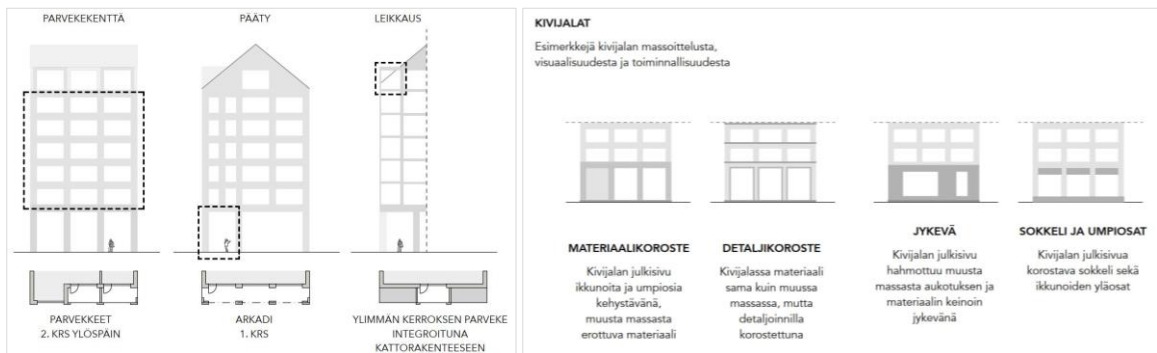 PARVEKEKENTTÄ
PÄÄTY
LEIKKAUS
PARVEKKEET
2. KRS YLÖSPÄIN
ARKADI
1. KRS
YLIMMÄN KERROKSEN PARVEKE
INTEGROITUNA
KATTORAKENTEESEEN
KIVIJALAT
Esimerkkejä kivijalan massoittelusta,
visuaalisuudesta ja toiminnallisuudesta
MATERIAALIKOROSTE
Kivijalan julkisivu
ikkunoita ja umpiosia
kehystävänä,
muusta massasta
erottuva materiaali
DETALJIKOROSTE
Kivijalassa materiaali
sama kuin muussa
massassa, mutta
detaljoinnilla
korostettuna
JYKEVÄ
Kivijalan julkisivu
hahmottuu muusta
massasta aukotuksen ja
materiaalin keinoin
jykevänä
SOKKELI JA UMPIOSAT
Kivijalan julkisivua
korostava sokkeli sekä
ikkunoiden yläosat